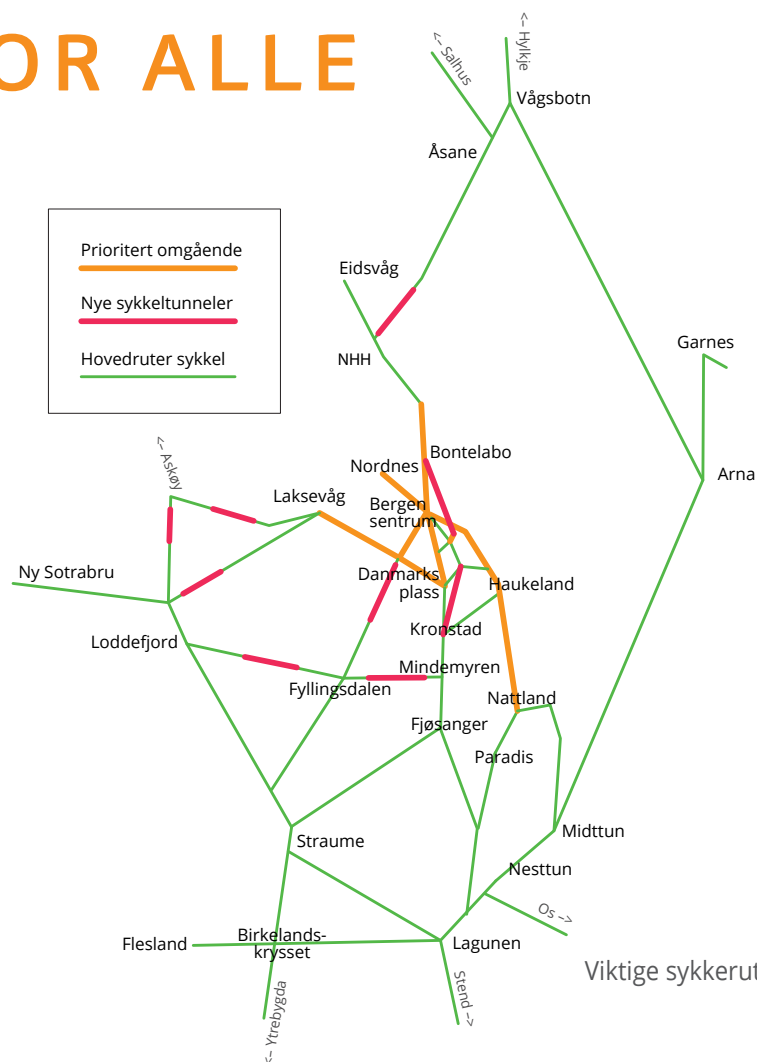 OR ALLE
<– Salhus
<– Hylkje
Vågsbotn
Åsane
Prioritert omgående
Nye sykkeltunneler
Hovedruter sykkel
Eidsvåg
NHH
Garnes
Arna
<– Askøy
Nordnes
Bontelabo
Laksevåg
Bergen
sentrum
Ny Sotrabru
Danmarks
plass
Haukeland
Loddefjord
Kronstad
Mindemyren
Fyllingsdalen
Nattland
Fjøsanger
Paradis
Straume
Midttun
Nesttun
Os –>
Flesland
Birkelands-
krysset
Lagunen
Viktige sykkerut
<– Ytrebygda
Stend –>